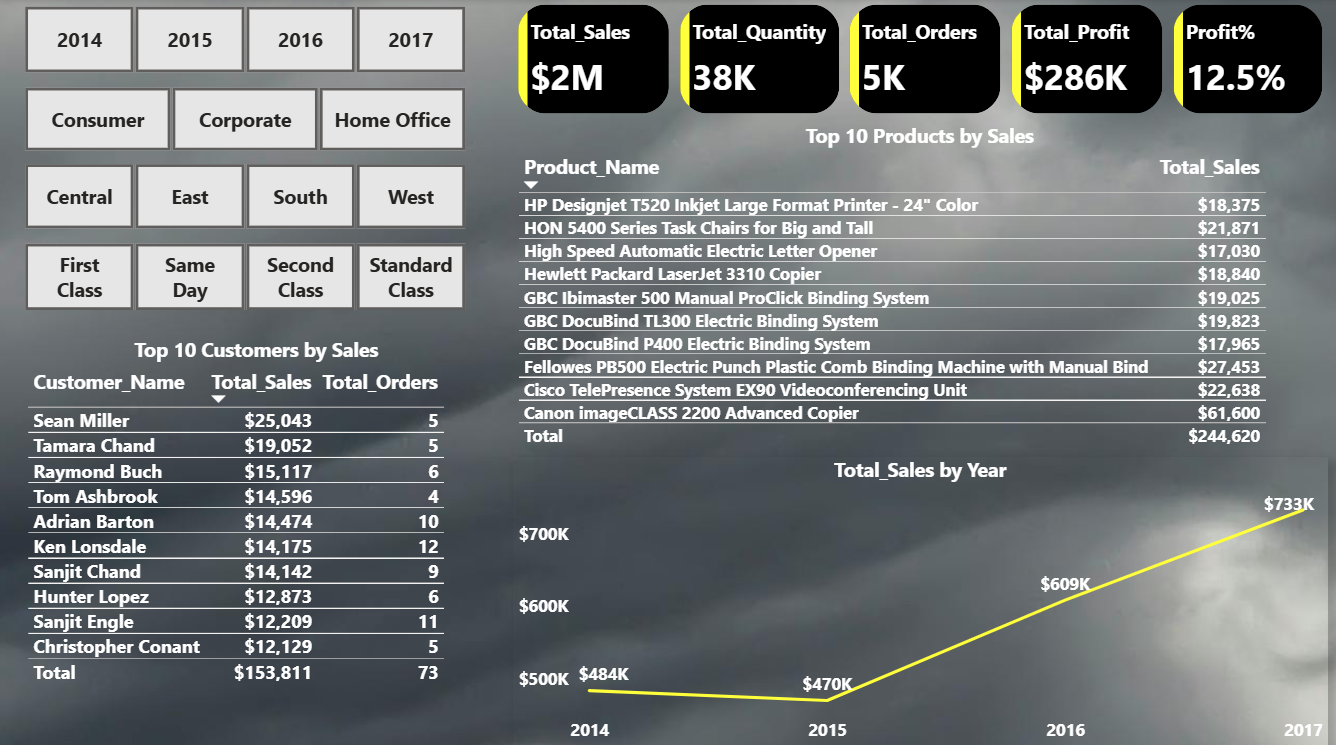 2014 2015 2016 2017
Consumer Corporate Home Office
Central East South West
First Class Same Day Second Class Standard Class
Top 10 Customers by Sales
Customer_Name Total_Sales Total_Orders
Sean Miller $25,043 5
Tamara Chand $19,052 5
Raymond Buch $15,117 6
Tom Ashbrook $14,596 4
Adrian Barton $14,474 10
Ken Lonsdale $14,175 12
Sanjit Chand $14,142 9
Hunter Lopez $12,873 6
Sanjit Engle $12,209 11
Christopher Conant $12,129 5
Total $153,811 73
Total_Sales Total_Quantity Total_Orders Total_Profit Profit%
$2M 38K 5K $286K 12.5%
Top 10 Products by Sales
Product_Name Total_Sales
HP Designjet T520 Inkjet Large Format Printer - 24" Color $18,375
HON 5400 Series Task Chairs for Big and Tall $21,871
High Speed Automatic Electric Letter Opener $17,030
Hewlett Packard LaserJet 3310 Copier $18,840
GBC Ibimaster 500 Manual ProClick Binding System $19,025
GBC DocuBind TL300 Electric Binding System $19,823
GBC DocuBind P400 Electric Binding System $17,965
Fellowes PB500 Electric Punch Plastic Comb Binding Machine with Manual Bind $27,453
Cisco TelePresence System EX90 Videoconferencing Unit $22,638
Canon imageCLASS 2200 Advanced Copier $61,600
Total $244,620
Total_Sales by Year
$733K
$700K
$609K
$600K
$500K $484K
$470K
2014 2015 2016 2017